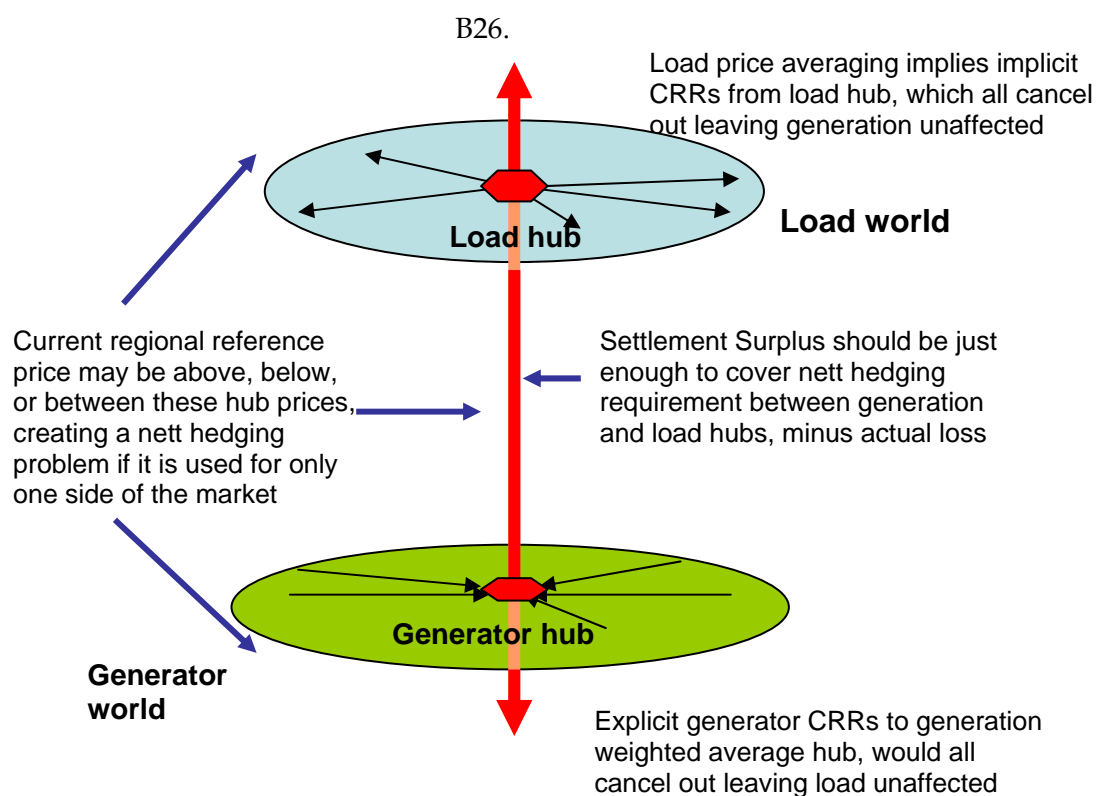 B26.
Load price averaging implies implicit
CRRs from load hub, which all cancel
out leaving generation unaffected
Load world
Load hub
Current regional reference
price may be above, below,
or between these hub prices,
creating a nett hedging
problem if it is used for only
one side of the market
Settlement Surplus should be just
enough to cover nett hedging
requirement between generation
and load hubs, minus actual loss
Generator hub
Generator
world
Explicit generator CRRs to generation
weighted average hub, would all
cancel out leaving load unaffected